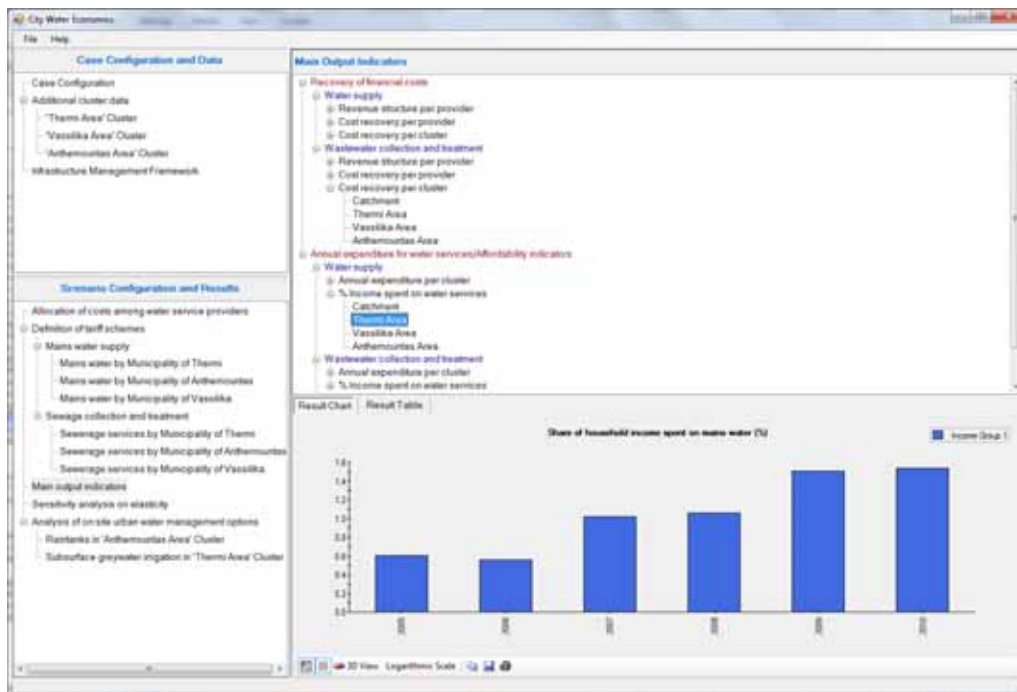 City Water Economics
File Help
Case Configuration and Data
Case Configuration
Additional cluster data
'Thermi Area' Cluster
'Vassilika Area' Cluster
'Anthemountas Area' Cluster
Infrastructure Management Framework
Scenario Configuration and Results
Allocation of costs among water service providers
Definition of tariff schemes
Mains water supply
Mains water by Municipality of Thermi
Mains water by Municipality of Anthemountas
Mains water by Municipality of Vassilika
Sewage collection and treatment
Sewerage services by Municipality of Thermi
Sewerage services by Municipality of Anthemountas
Sewerage services by Municipality of Vassilika
Main output indicators
Sensitivity analysis on elasticity
Analysis of on site urban water management options
Raintanks in 'Anthemountas Area' Cluster
Subsurface greywater irrigation in 'Thermi Area' Cluster
Main Output Indicators
Recovery of financial costs
Water supply
Revenue structure per provider
Cost recovery per provider
Cost recovery per cluster
Wastewater collection and treatment
Revenue structure per provider
Cost recovery per provider
Cost recovery per cluster
Catchment
Thermi Area
Vassilika Area
Anthemountas Area
Annual expenditure for water services/Affordability indicators
Water supply
Annual expenditure per cluster
% Income spent on water services
Catchment
Thermi Area
Vassilika Area
Anthemountas Area
Wastewater collection and treatment
Annual expenditure per cluster
% Income spent on water services
Result Chart Result Table
Share of household income spent on mains water (%)
Income Group 1
1.6
1.4
1.2
1.0
0.8
0.6
0.4
0.2
0.0
2005 2006 2007 2008 2009 2010
3D View Logarithmic Scale